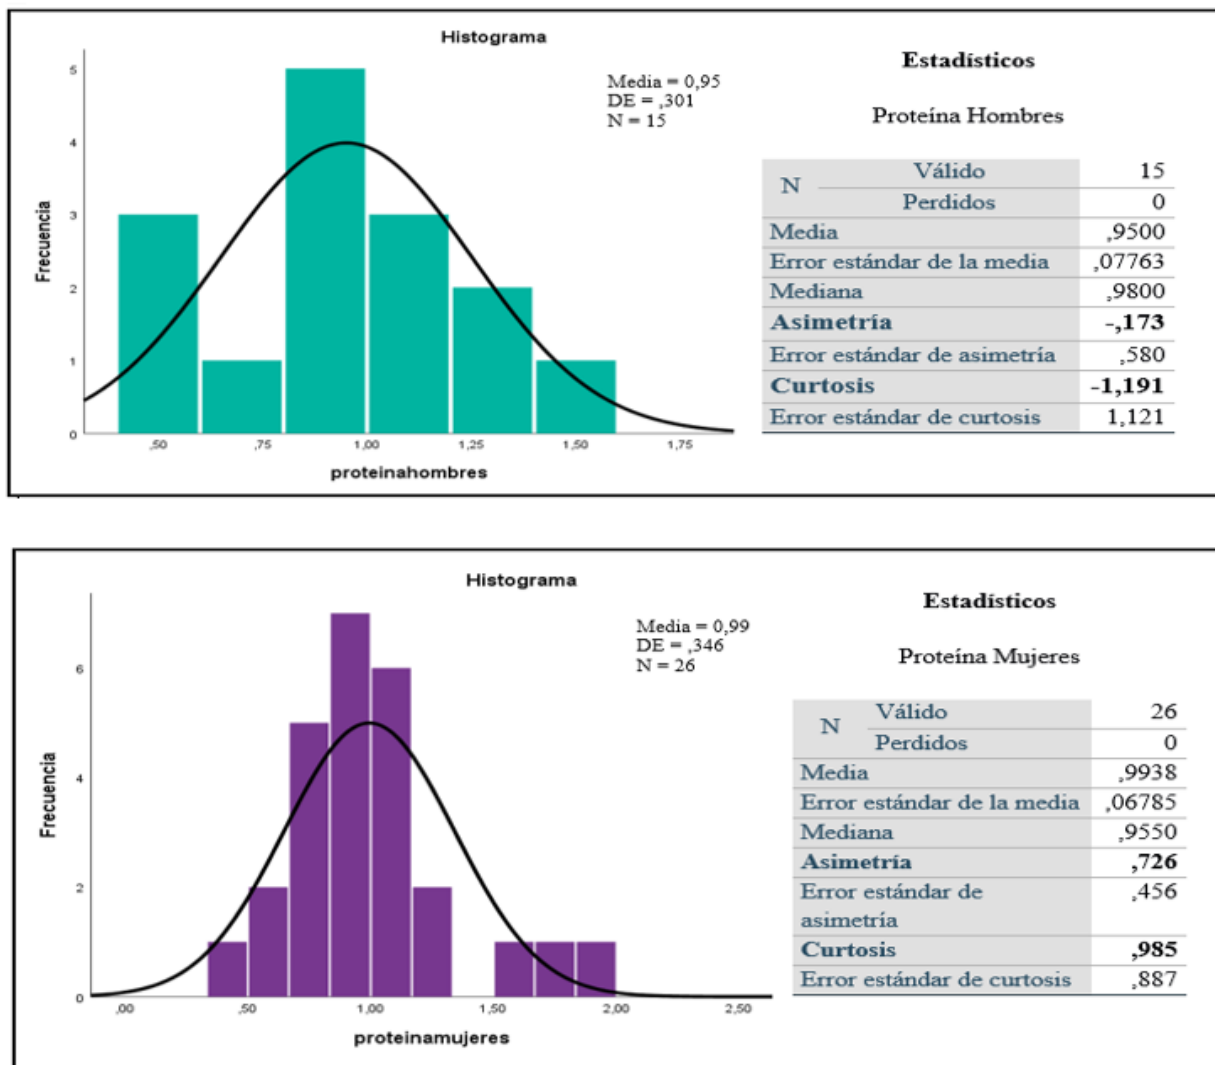 Histograma
Media = 0,95
DE = ,301
N = 15
Frecuencia
5
4
3
2
1
0
,50 ,75 1,00 1,25 1,50 1,75
proteinahombres
Estadísticos
Proteína Hombres
N Válido 15
Perdidos 0
Media ,9500
Error estándar de la media ,07763
Mediana ,9800
Asimetría -,173
Error estándar de asimetría ,580
Curtosis -1,191
Error estándar de curtosis 1,121
Histograma
Media = 0,99
DE = ,346
N = 26
Frecuencia
6
4
2
0
,00 ,50 1,00 1,50 2,00 2,50
proteinamujeres
Estadísticos
Proteína Mujeres
N Válido 26
Perdidos 0
Media ,9938
Error estándar de la media ,06785
Mediana ,9550
Asimetría ,726
Error estándar de ,456
asimetría
Curtosis ,985
Error estándar de curtosis ,887